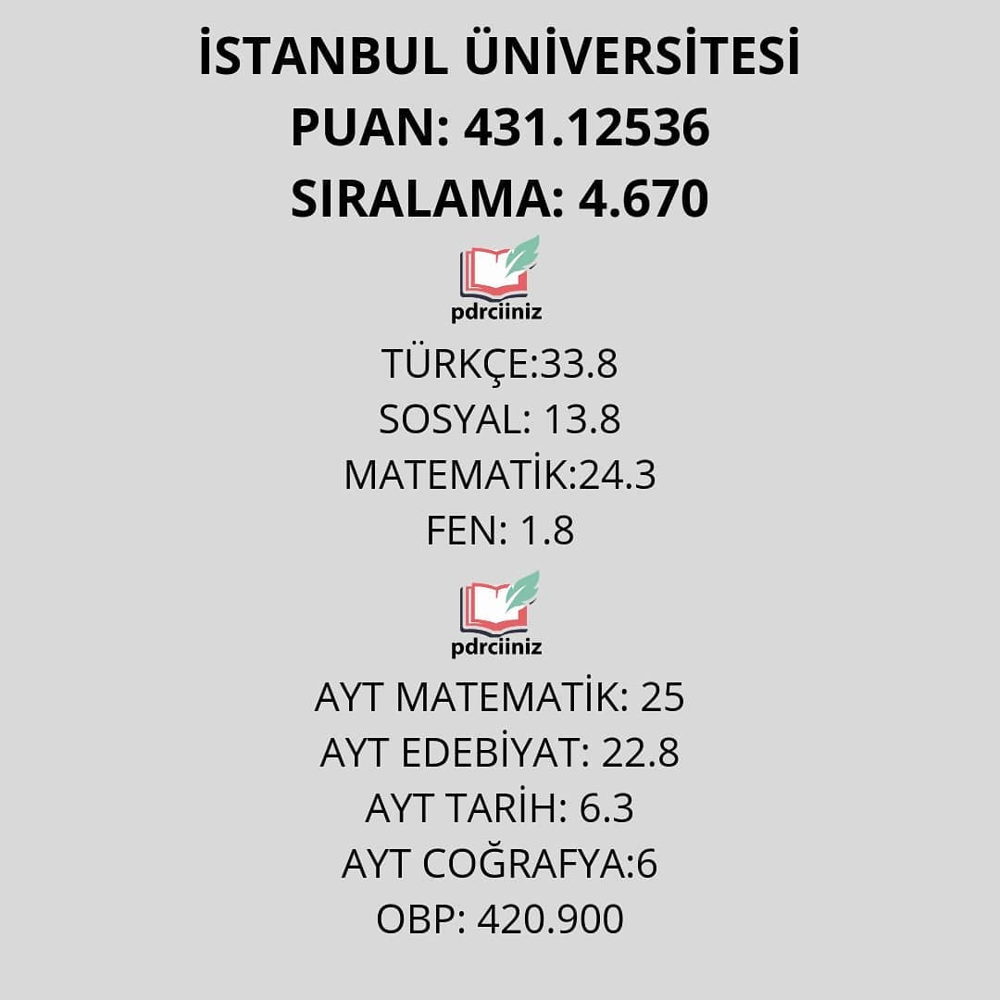 İSTANBUL ÜNİVERSİTESİ
PUAN: 431.12536
SIRALAMA: 4.670
pdrciiniz
TÜRKÇE:33.8
SOSYAL: 13.8
MATEMATİK:24.3
FEN: 1.8
pdrciiniz
AYT MATEMATİK: 25
AYT EDEBİYAT: 22.8
AYT TARİH: 6.3
AYT COĞRAFYA:6
OBP: 420.900